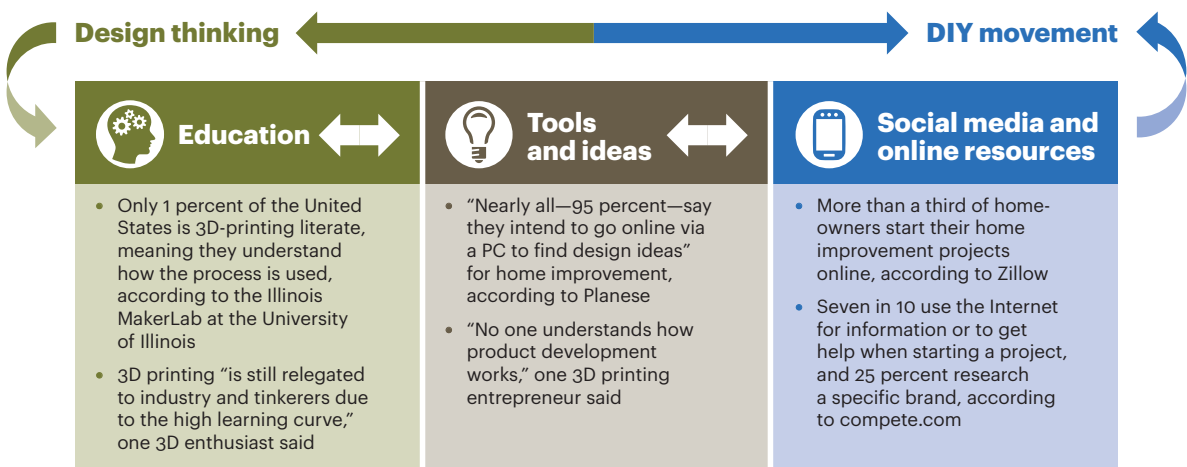 Design thinking
DIY movement
Education
Only 1 percent of the United
States is 3D-printing literate,
meaning they understand
how the process is used,
according to the Illinois
MakerLab at the University
of Illinois
3D printing “is still relegated
to industry and tinkerers due
to the high learning curve,”
one 3D enthusiast said
Tools
and ideas
“Nearly all—95 percent—say
they intend to go online via
a PC to find design ideas”
for home improvement,
according to Planese
“No one understands how
product development
works,” one 3D printing
entrepreneur said
Social media and
online resources
More than a third of home-
owners start their home
improvement projects
online, according to Zillow
Seven in 10 use the Internet
for information or to get
help when starting a project,
and 25 percent research
a specific brand, according
to compete.com